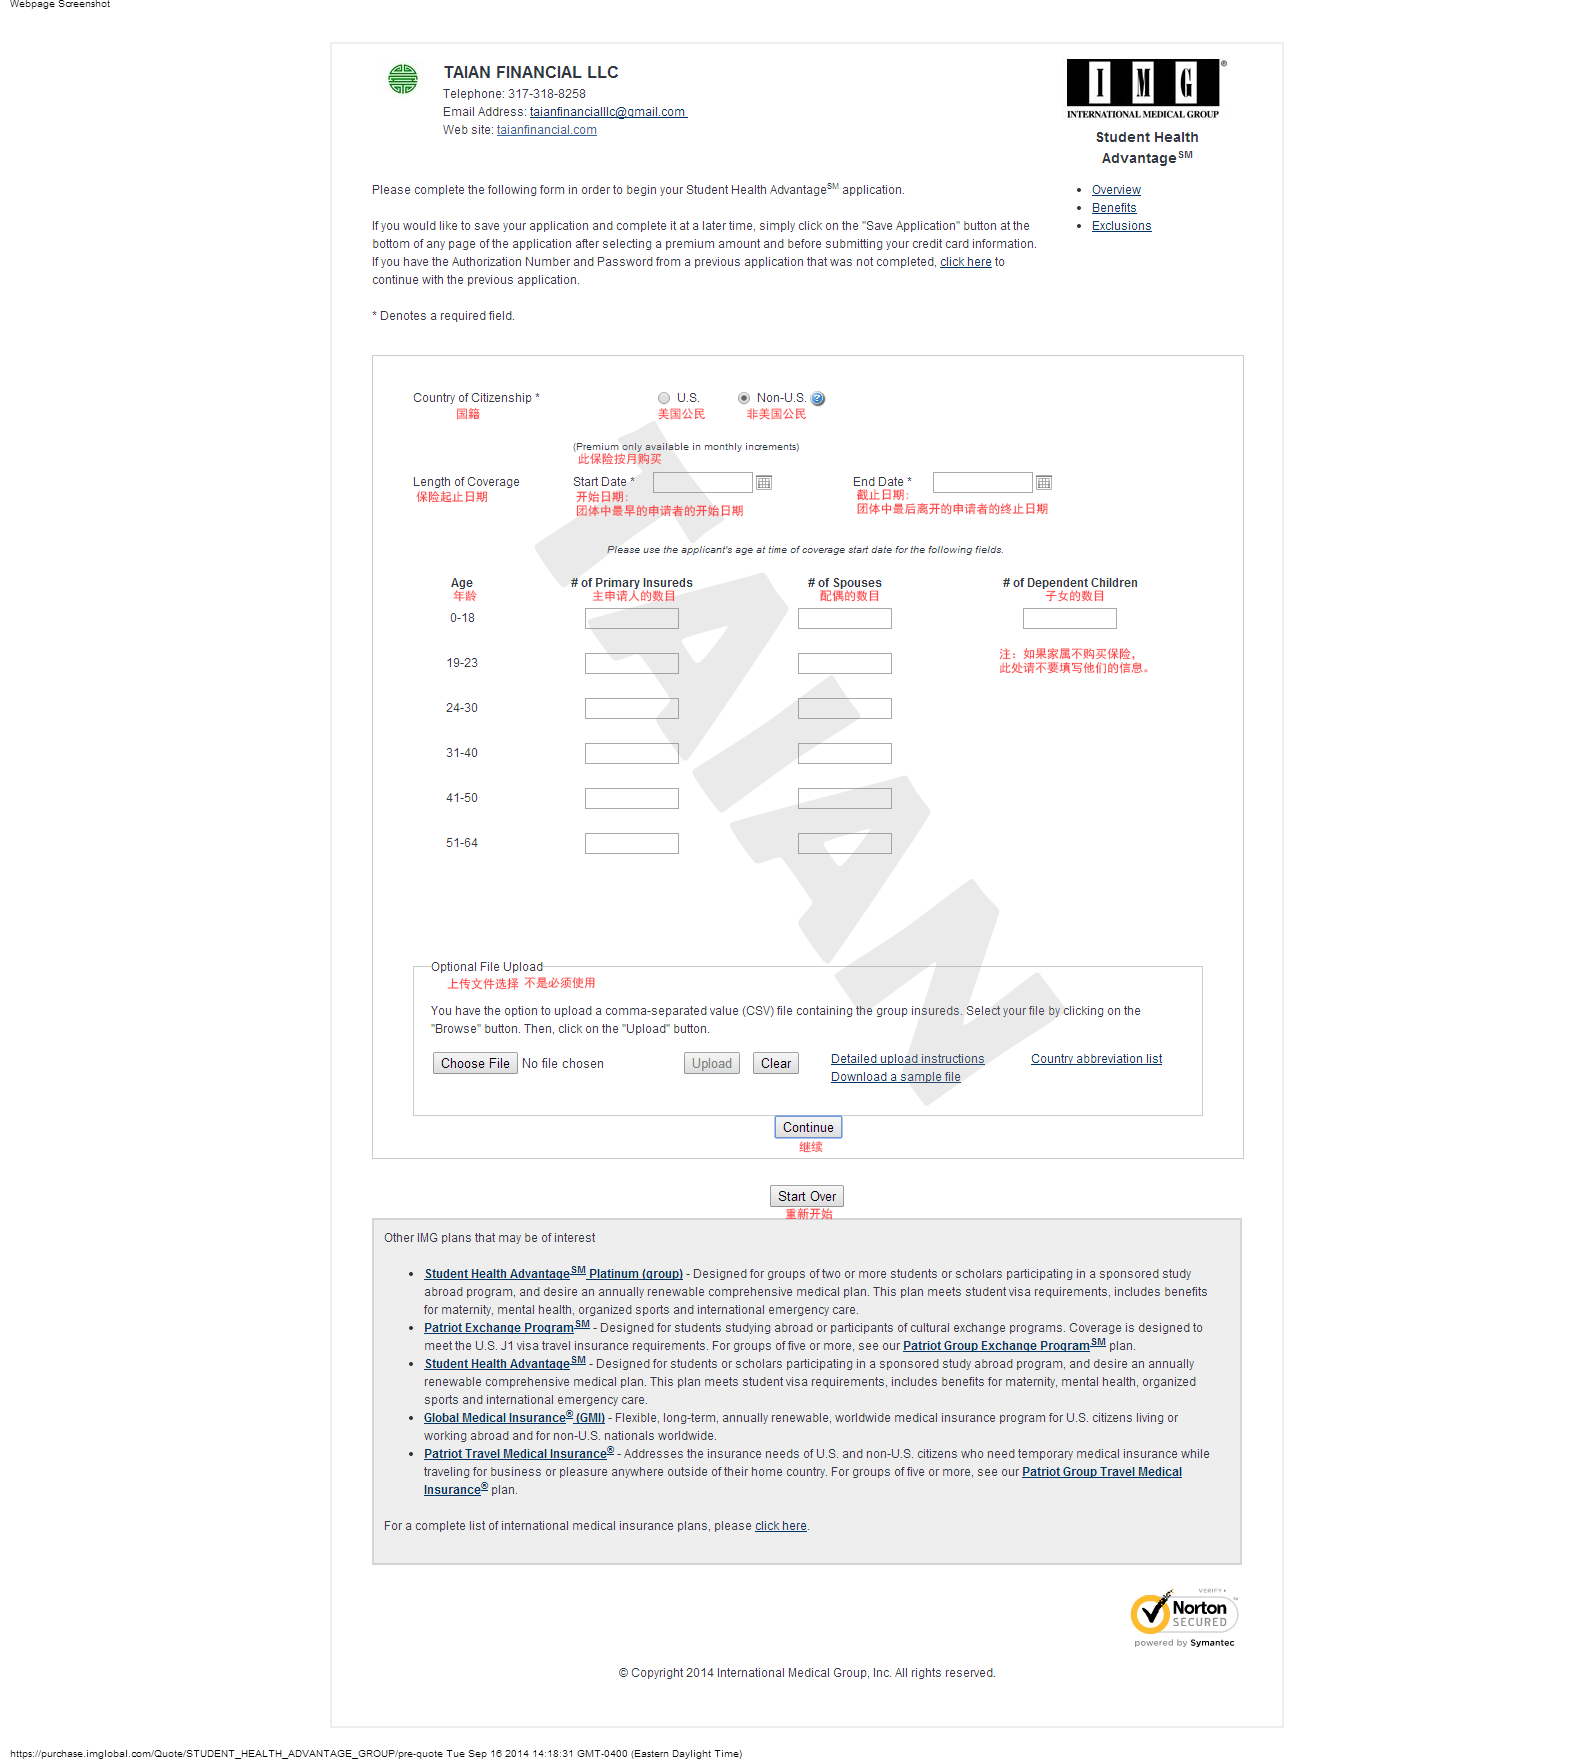 Webpage Screenshot
TAIAN FINANCIAL LLC
Telephone: 317-318-8258
Email Address: taianfinancialllc@gmail.com
Web site: taianfinancial.com
I M G ®
INTERNATIONAL MEDICAL GROUP
Student Health
Advantage℠
Overview
Benefits
Exclusions
Please complete the following form in order to begin your Student Health Advantage℠ application.
If you would like to save your application and complete it at a later time, simply click on the "Save Application" button at the
bottom of any page of the application after selecting a premium amount and before submitting your credit card information.
If you have the Authorization Number and Password from a previous application that was not completed, click here to
continue with the previous application.
* Denotes a required field.
Country of Citizenship * U.S. Non-U.S. ?
国籍 美国公民 非美国公民
(Premium only available in monthly increments)
此保险按月购买
Length of Coverage Start Date * End Date *
保险起止日期 开始日期: 截止日期:
团体中最早的申请者的开始日期 团体中最后离开的申请者的终止日期
Please use the applicant's age at time of coverage start date for the following fields.
Age # of Primary Insureds # of Spouses # of Dependent Children
年龄 主申请人的数目 配偶的数目 子女的数目
0-18
注：如果家属不购买保险，
19-23
此处请不要填写他们的信息。
24-30
31-40
41-50
51-64
TAIAN
Optional File Upload
上传文件选择 不是必须使用
You have the option to upload a comma-separated value (CSV) file containing the group insureds. Select your file by clicking on the
"Browse" button. Then, click on the "Upload" button.
Choose File No file chosen Upload Clear Detailed upload instructions Country abbreviation list
Download a sample file
Continue
继续
Start Over
重新开始
Other IMG plans that may be of interest
Student Health Advantage℠ Platinum (group) - Designed for groups of two or more students or scholars participating in a sponsored study
abroad program, and desire an annually renewable comprehensive medical plan. This plan meets student visa requirements, includes benefits
for maternity, mental health, organized sports and international emergency care.
Patriot Exchange Program℠ - Designed for students studying abroad or participants of cultural exchange programs. Coverage is designed to
meet the U.S. J1 visa travel insurance requirements. For groups of five or more, see our Patriot Group Exchange Program℠ plan.
Student Health Advantage℠ - Designed for students or scholars participating in a sponsored study abroad program, and desire an annually
renewable comprehensive medical plan. This plan meets student visa requirements, includes benefits for maternity, mental health, organized
sports and international emergency care.
Global Medical Insurance® (GMI) - Flexible, long-term, annually renewable, worldwide medical insurance program for U.S. citizens living or
working abroad and for non-U.S. nationals worldwide.
Patriot Travel Medical Insurance® - Addresses the insurance needs of U.S. and non-U.S. citizens who need temporary medical insurance while
traveling for business or pleasure anywhere outside of their home country. For groups of five or more, see our Patriot Group Travel Medical
Insurance® plan.
For a complete list of international medical insurance plans, please click here.
VERIFY
Norton
SECURED
powered by Symantec
© Copyright 2014 International Medical Group, Inc. All rights reserved.
https://purchase.imglobal.com/Quote/STUDENT_HEALTH_ADVANTAGE_GROUP/pre-quote Tue Sep 16 2014 14:18:31 GMT-0400 (Eastern Daylight Time)